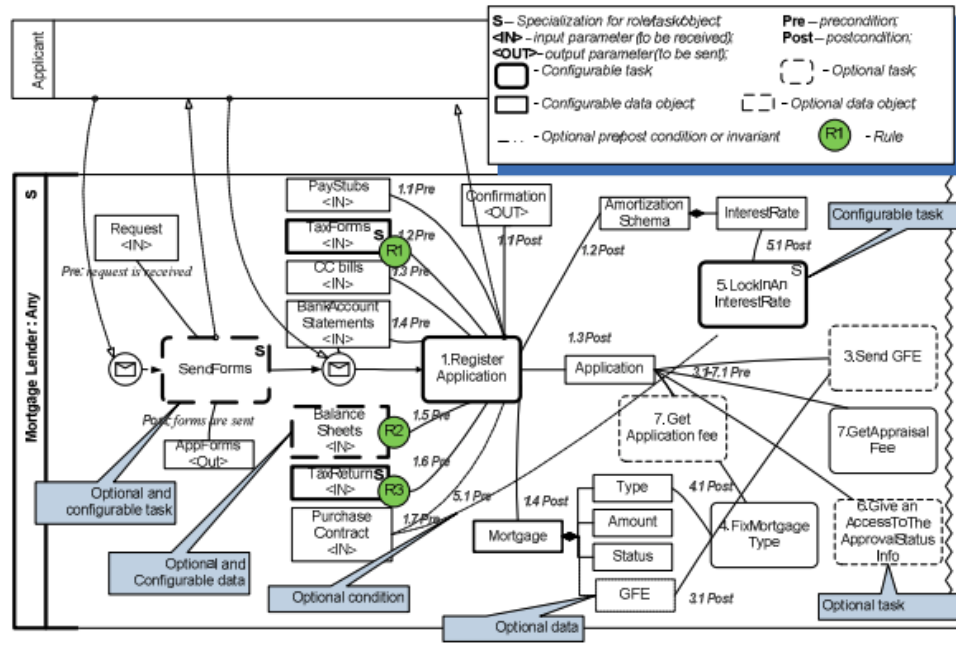 Applicant
S – Specialization for role/task/object
<IN> - input parameter (to be received);
<OUT>- output parameter (to be sent);
Pre – precondition;
Post – postcondition;
- Configurable task
- Optional task;
- Configurable data object;
- Optional data object;
- Optional pre/post condition or invariant
R1
- Rule
Mortgage Lender : Any
S
Request
<IN>
Pre: request is received
SendForms
S
Post: forms are sent
AppForms
<Out>
Optional and
configurable task
PayStubs
<IN>
1.1 Pre
TaxForms
<IN>
S
1.2 Pre
R1
CC bills
<IN>
1.3 Pre
BankAccount
Statements
<IN>
1.4 Pre
Balance
Sheets
<IN>
R2
1.5 Pre
TaxReturn
<IN>
S
R3
1.6 Pre
Purchase
Contract
<IN>
1.7 Pre
5.1 Pre
Optional and
Configurable data
Optional condition
1.Register
Application
Confirmation
<OUT>
1.1 Post
Amortization
Schema
1.2 Post
InterestRate
5.1 Post
Configurable task
5.LockInAn
InterestRate
S
1.3 Post
Application
3.1-7.1 Pre
3.Send GFE
7. Get
Application fee
7.GetAppraisal
Fee
1.4 Post
Mortgage
Type
Amount
Status
GFE
4.1 Post
4.FixMortgage
Type
6.Give an
AccessToThe
ApprovalStatus
Info
3.1 Post
Optional data
Optional task